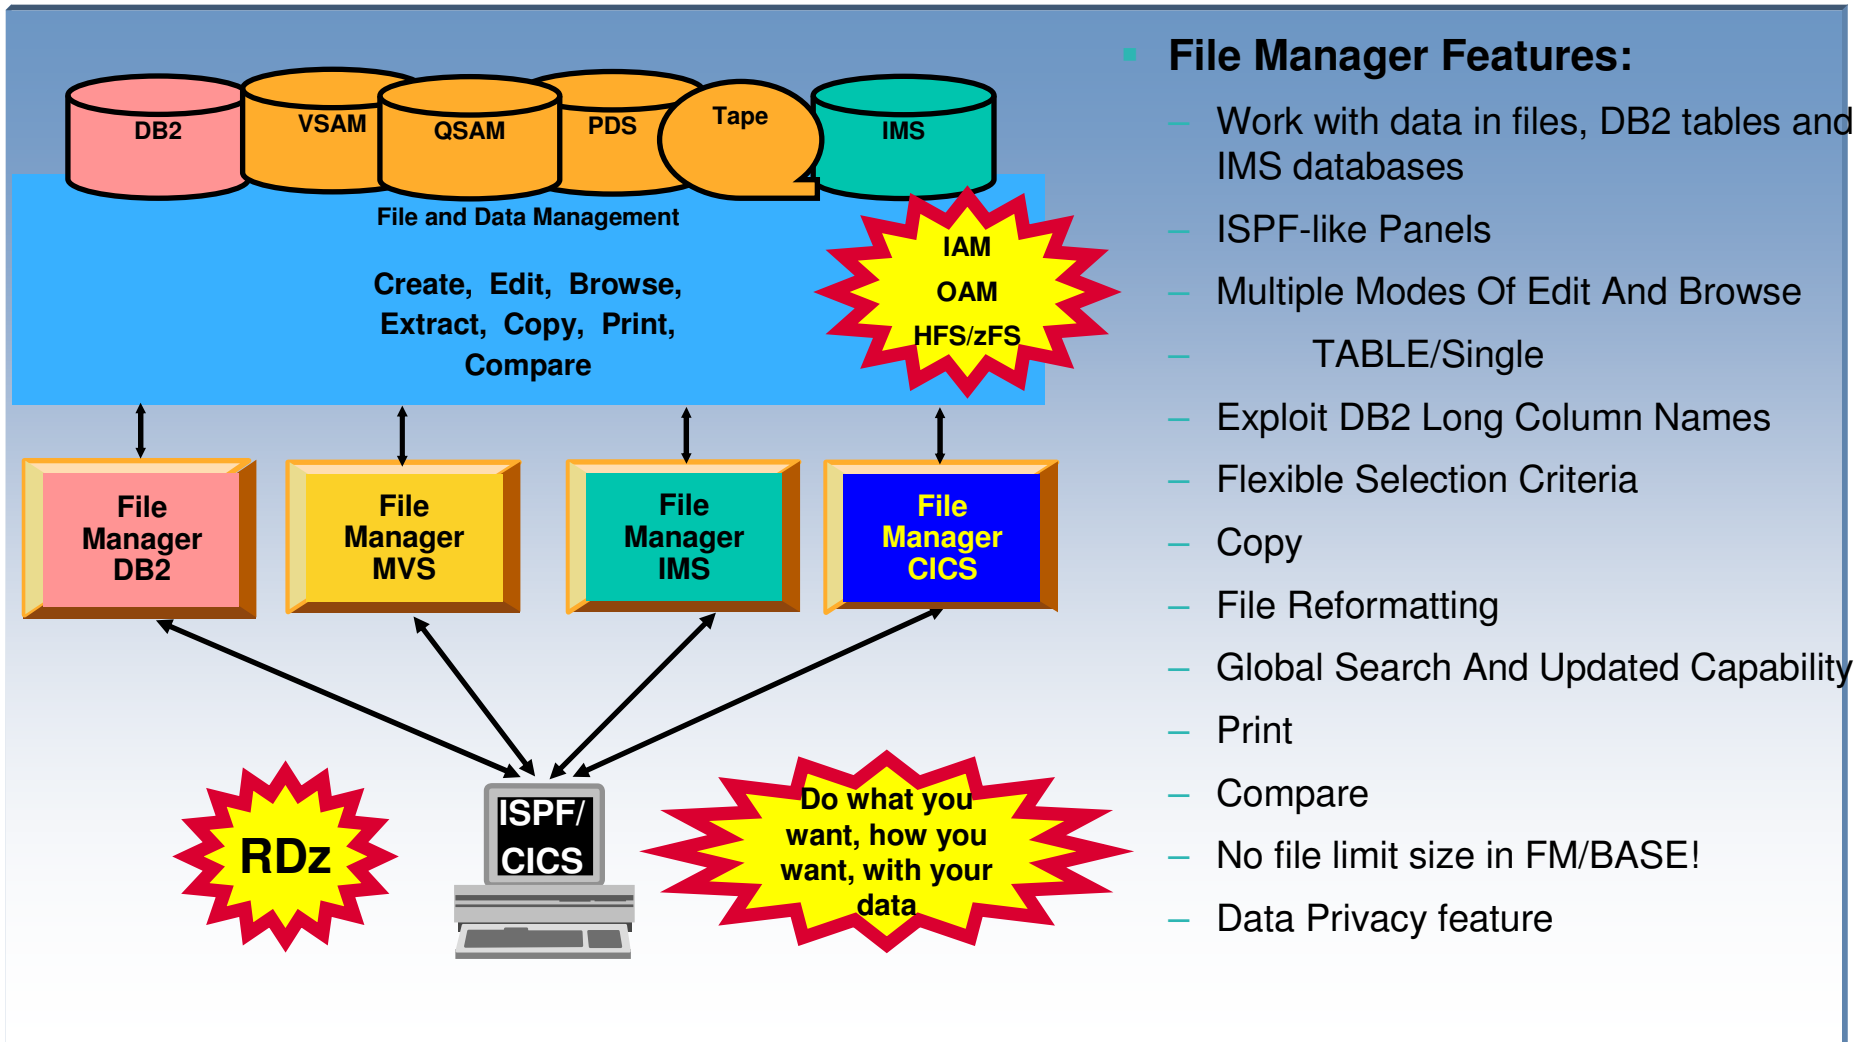 DB2
VSAM
QSAM
PDS
Tape
IMS
File and Data Management
Create, Edit, Browse,
Extract, Copy, Print,
Compare
IAM
OAM
HFS/zFS
File
Manager
DB2
File
Manager
MVS
File
Manager
IMS
File
Manager
CICS
RDz
ISPF/
CICS
Do what you
want, how you
want, with your
data
File Manager Features:
– Work with data in files, DB2 tables and
IMS databases
– ISPF-like Panels
– Multiple Modes Of Edit And Browse
– TABLE/Single
– Exploit DB2 Long Column Names
– Flexible Selection Criteria
– Copy
– File Reformatting
– Global Search And Updated Capability
– Print
– Compare
– No file limit size in FM/BASE!
– Data Privacy feature